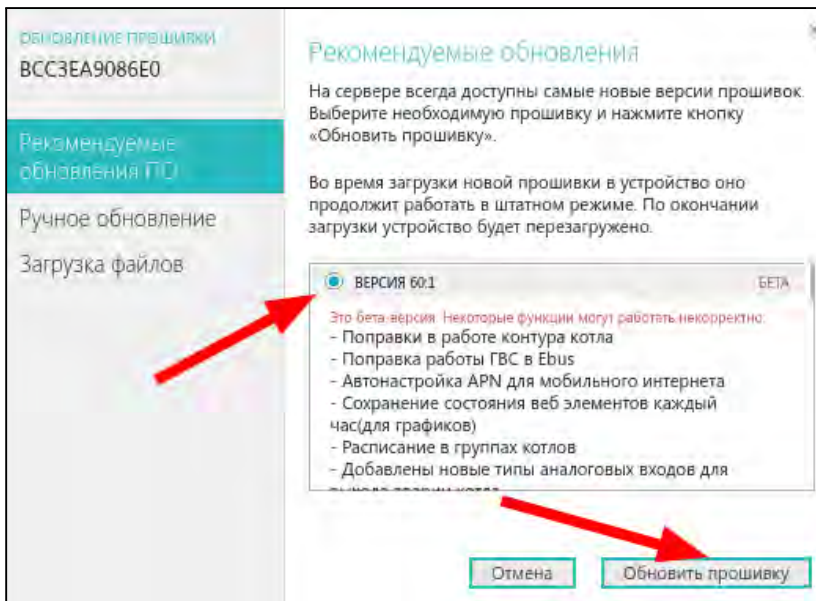 ОБНОВЛЕНИЕ ПРОШИВКИ
BCC3EA9086E0
Рекомендуемые
обновления ПО
Ручное обновление
Загрузка файлов
Рекомендуемые обновления
На сервере всегда доступны самые новые версии прошивок.
Выберите необходимую прошивку и нажмите кнопку
«Обновить прошивку».
Во время загрузки новой прошивки в устройство оно
продолжит работать в штатном режиме. По окончании
загрузки устройство будет перезагружено.
ВЕРСИЯ 60:1 БЕТА
Это бета-версия. Некоторые функции могут работать некорректно.
- Поправки в работе контура котла
- Поправка работы ГВС в Ebus
- Автонастройка APN для мобильного интернета
- Сохранение состояния веб элементов каждый
час(для графиков)
- Расписание в группах котлов
- Добавлены новые типы аналоговых входов для
Отмена Обновить прошивку